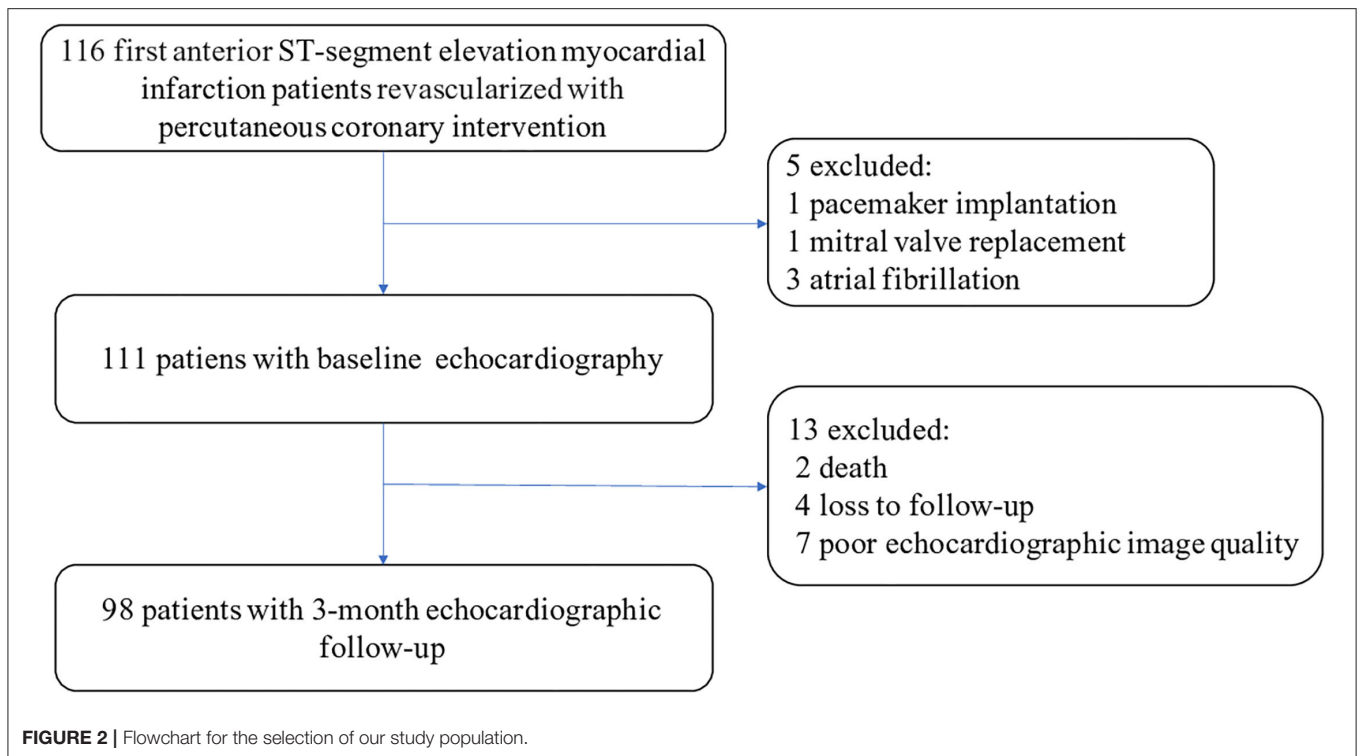 116 first anterior ST-segment elevation myocardial
infarction patients revascularized with
percutaneous coronary intervention
5 excluded:
1 pacemaker implantation
1 mitral valve replacement
3 atrial fibrillation
111 patiens with baseline echocardiography
13 excluded:
2 death
4 loss to follow-up
7 poor echocardiographic image quality
98 patients with 3-month echocardiographic
follow-up
FIGURE 2 | Flowchart for the selection of our study population.